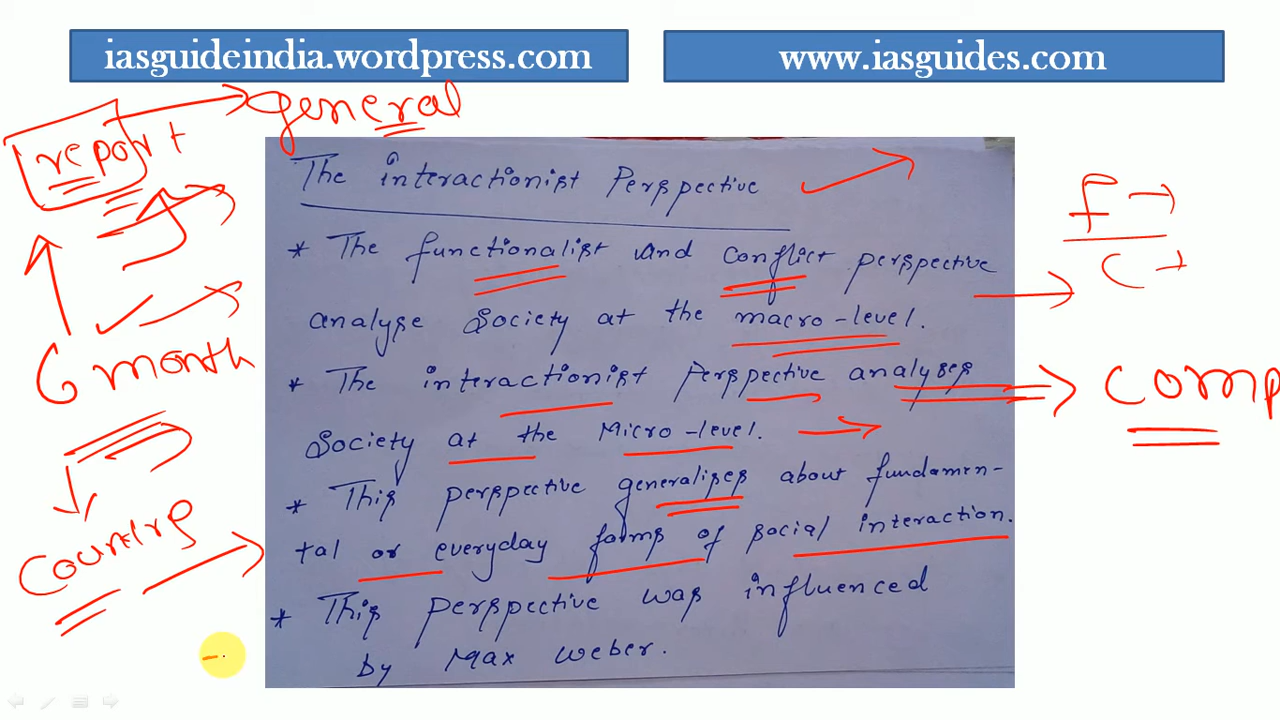 iasguideindia.wordpress.com
www.iasguides.com
general
report
The interactionist Perspective
* The functionalist and conflict perspective
analyse Society at the macro-level.
* The interactionist Perspective analyses
Society at the Micro-level.
* This perspective generalises about fundamen-
tal or everyday forms of social interaction.
* This perspective was influenced
by Max weber.
6 month
country
f →
c →
comp